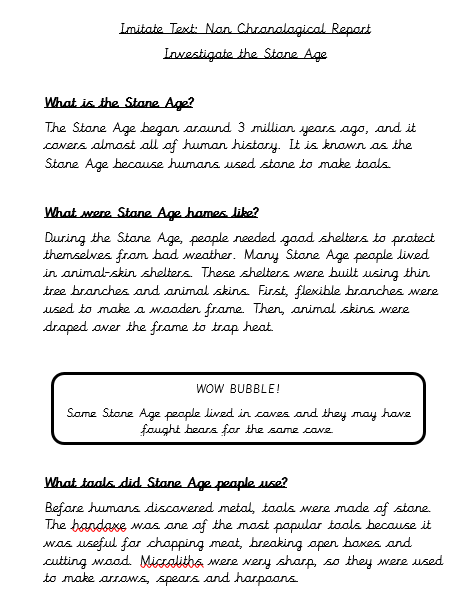 Imitate Text: Non Chronological Report
Investigate the Stone Age
What is the Stone Age?
The Stone Age began around 3 million years ago, and it
covers almost all of human history. It is known as the
Stone Age because humans used stone to make tools.
What were Stone Age homes like?
During the Stone Age, people needed good shelters to protect
themselves from bad weather. Many Stone Age people lived
in animal-skin shelters. These shelters were built using thin
tree branches and animal skins. First, flexible branches were
used to make a wooden frame. Then, animal skins were
draped over the frame to trap heat.
WOW BUBBLE!
Some Stone Age people lived in caves and they may have
fought bears for the same cave.
What tools did Stone Age people use?
Before humans discovered metal, tools were made of stone.
The handaxe was one of the most popular tools because it
was useful for chopping meat, breaking open boxes and
cutting wood. Microliths were very sharp, so they were used
to make arrows, spears and harpoons.